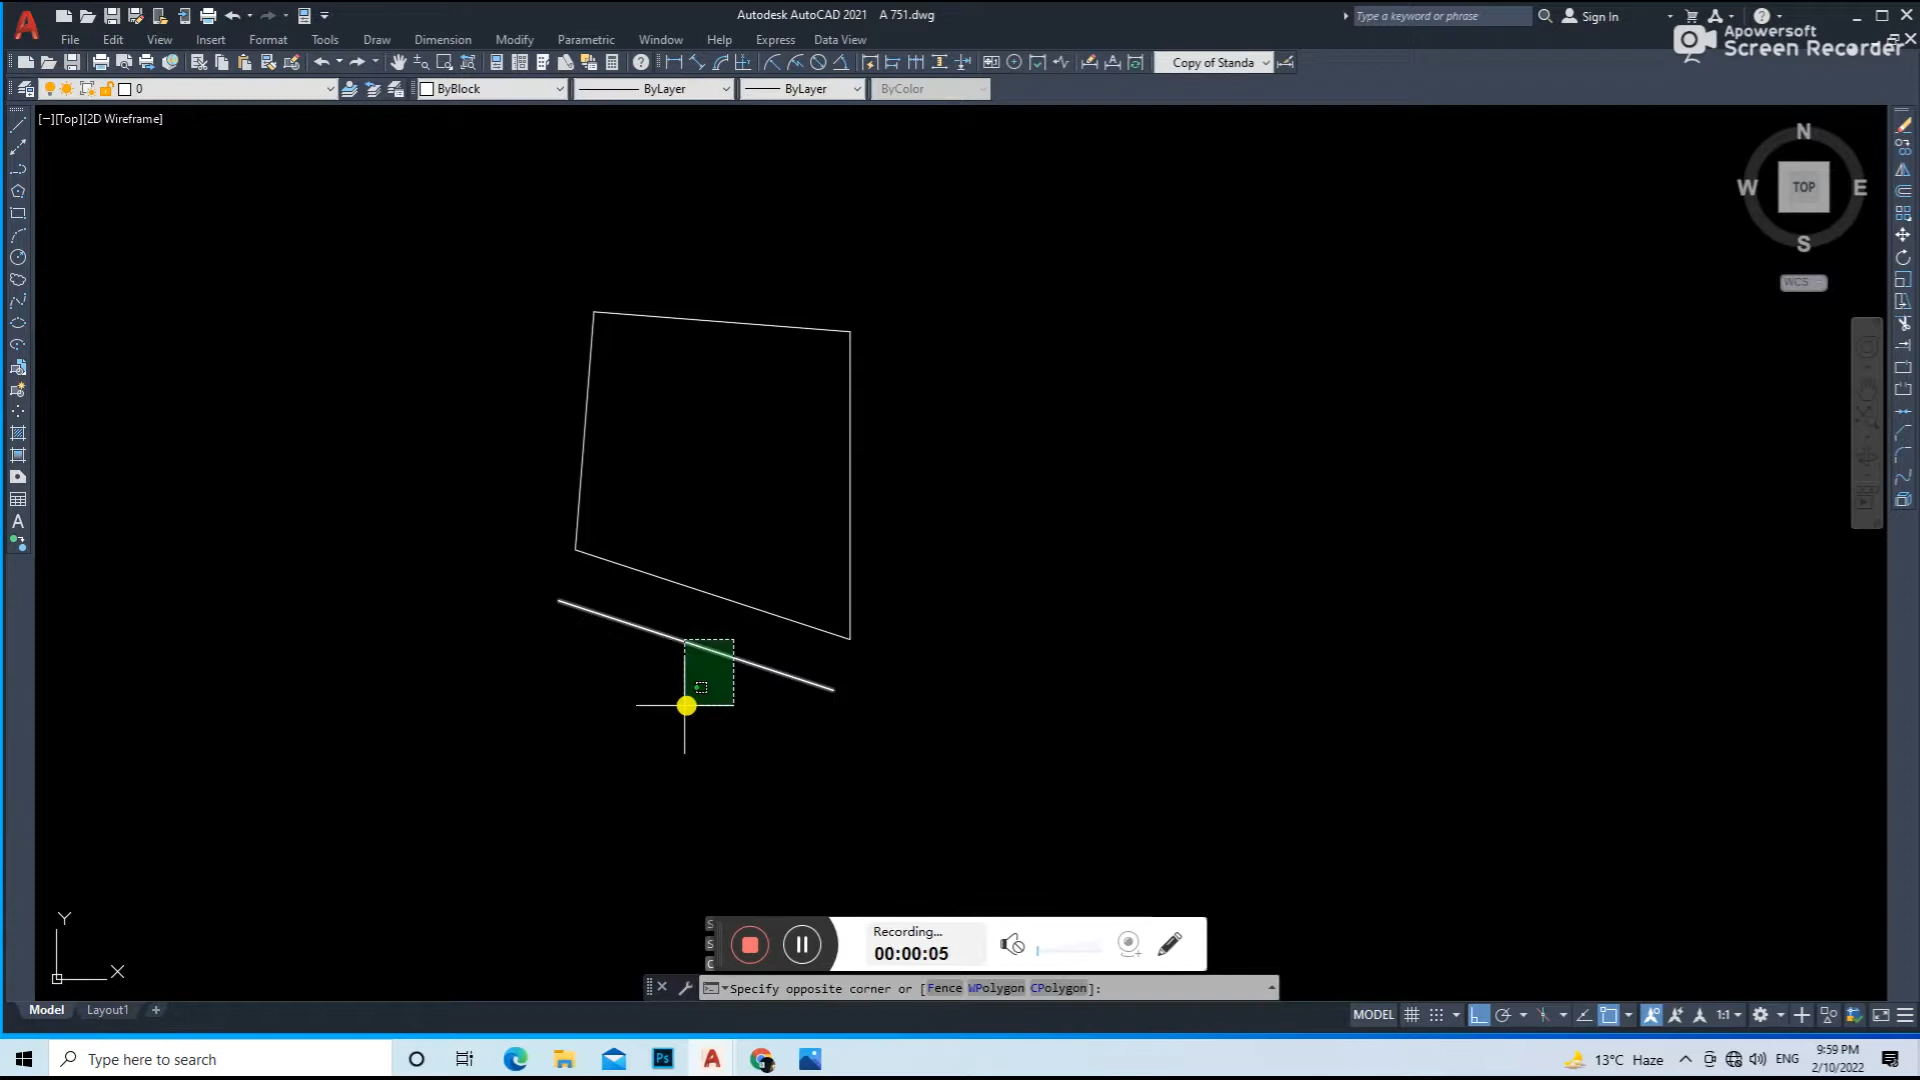 Autodesk AutoCAD 2021 A 751.dwg
Type a keyword or phrase
Sign In
File Edit View Insert Format Tools Draw Dimension Modify Parametric Window Help Express Data View
Apowersoft
Screen Recorder
Copy of Standa
0
ByBlock
ByLayer
ByLayer
ByColor
[−][Top][2D Wireframe]
N
W
TOP
E
S
WCS
A
Y
X
S
S
C
Recording...
00:00:05
Specify opposite corner or [Fence WPolygon CPolygon]:
Model Layout1 +
MODEL
1:1
Type here to search
Ps
13°C Haze
ENG
9:59 PM
2/10/2022